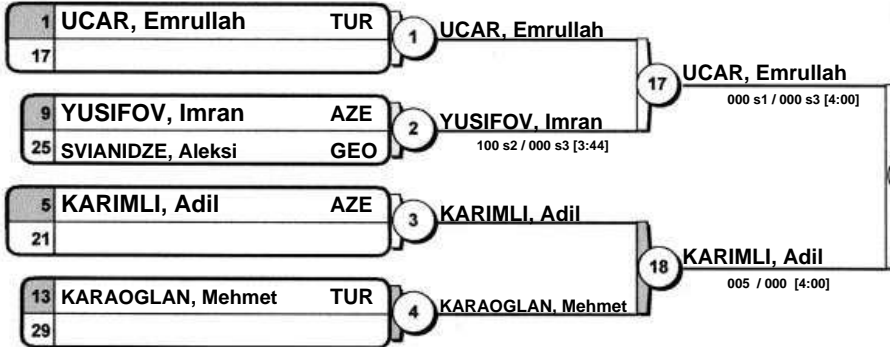 1 UCAR, Emrullah TUR
17
1
UCAR, Emrullah
9 YUSIFOV, Imran AZE
25 SVIANIDZE, Aleksi GEO
2
YUSIFOV, Imran
100 s2 / 000 s3 [3:44]
17
UCAR, Emrullah
000 s1 / 000 s3 [4:00]
5 KARIMLI, Adil AZE
21
3
KARIMLI, Adil
13 KARAOGLAN, Mehmet TUR
29
4
KARAOGLAN, Mehmet
18
KARIMLI, Adil
005 / 000 [4:00]